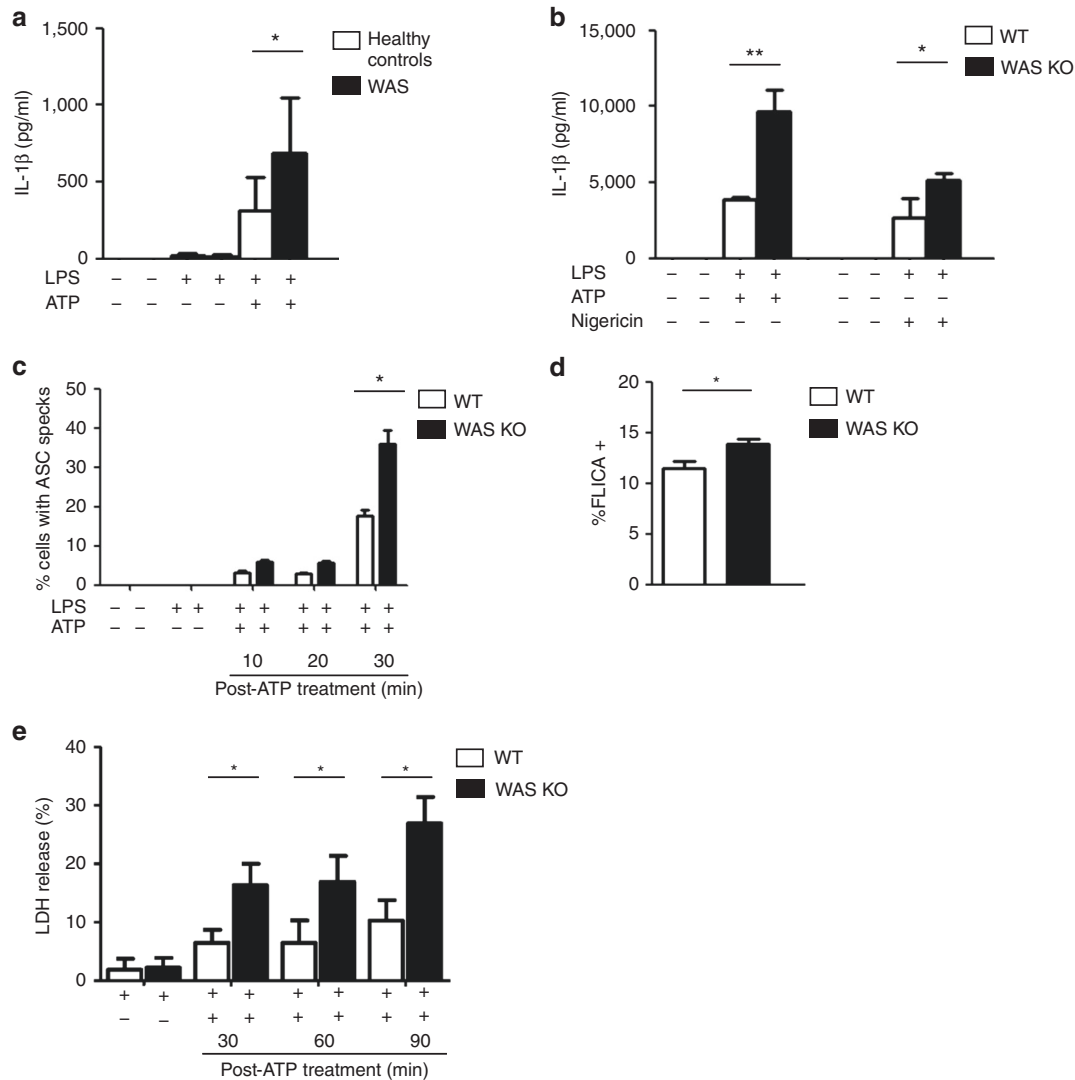 a
1,500
1,000
500
0
IL-1β (pg/ml)
*
Healthy
controls
WAS
LPS – – + + + +
ATP – – – – + +
b
15,000
10,000
5,000
0
IL-1β (pg/ml)
** *
WT
WAS KO
LPS – – + + – – + +
ATP – – + + – – – –
Nigericin – – – – – – + +
c
50
40
30
20
10
0
% cells with ASC specks
*
WT
WAS KO
LPS – – + + + + + + + +
ATP – – – – + + + + + +
10 20 30
Post-ATP treatment (min)
d
20
15
10
5
0
%FLICA +
*
WT
WAS KO
e
40
30
20
10
0
LDH release (%)
* * *
WT
WAS KO
+ + + + + + + +
– – + + + + + +
30 60 90
Post-ATP treatment (min)